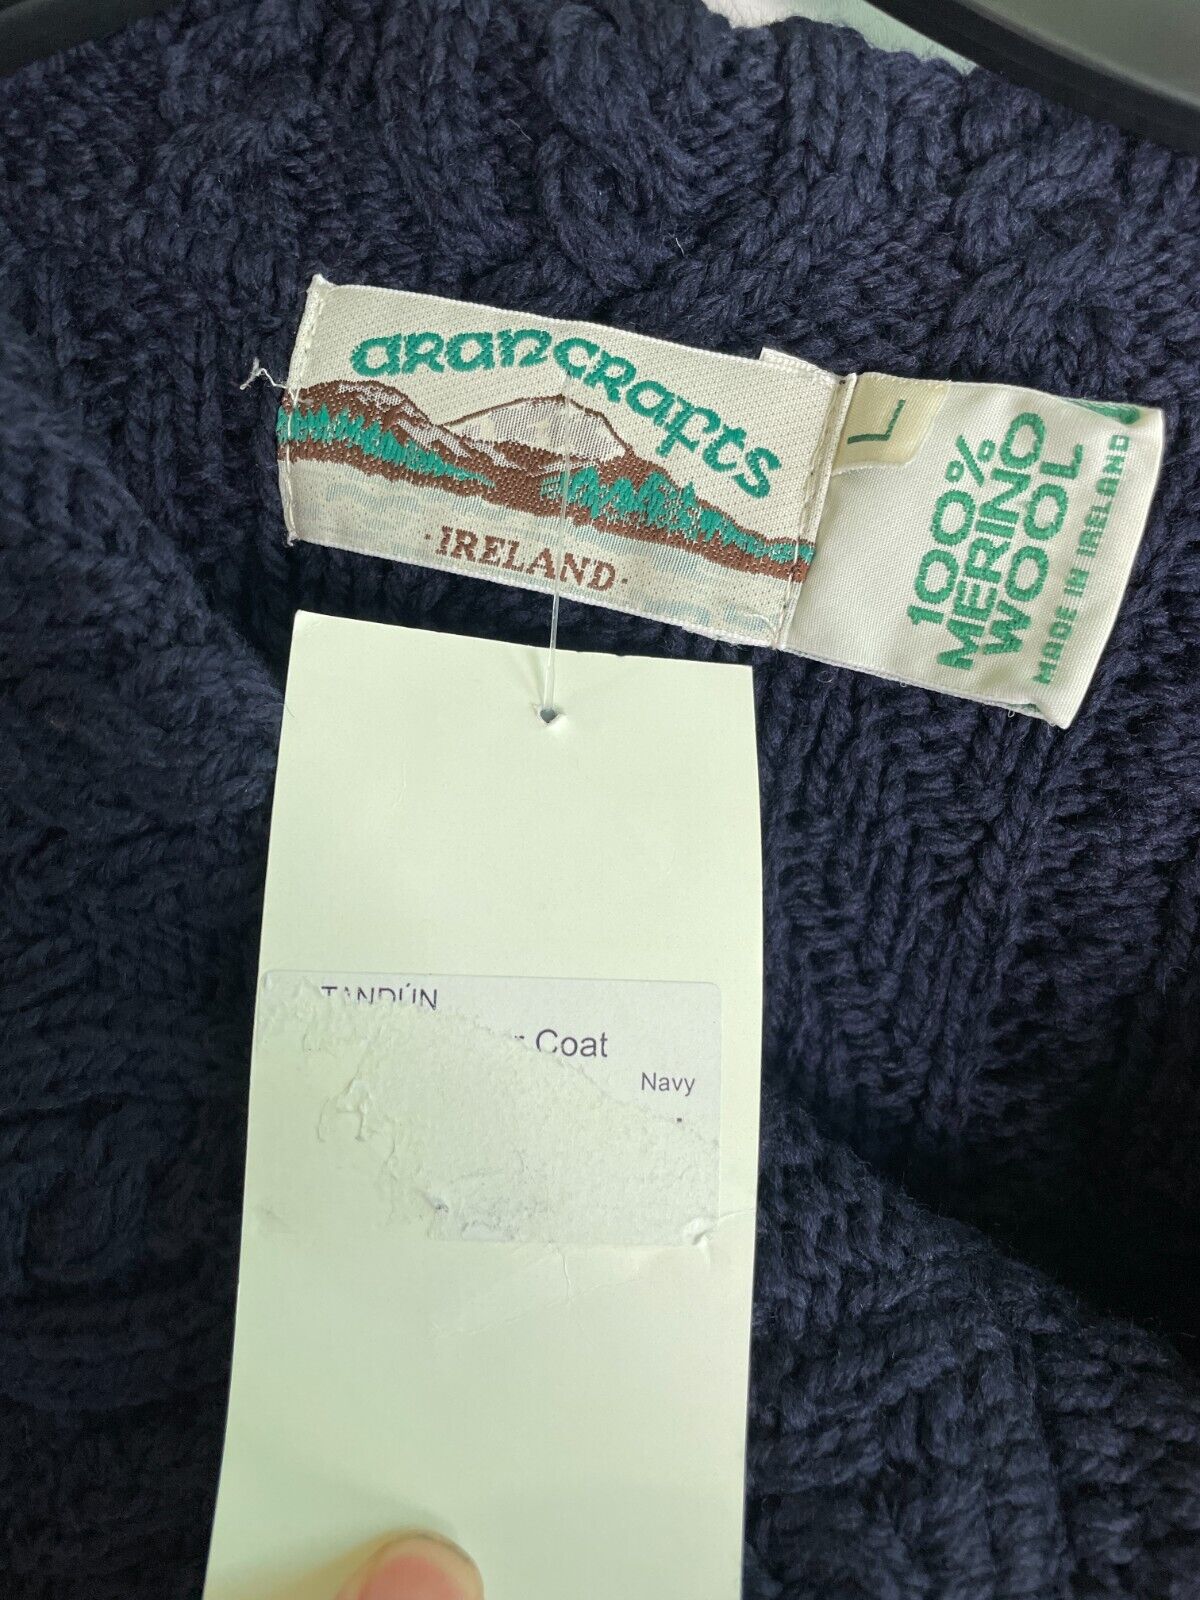 arancrafts
·IRELAND·
L
100%
MERINO
WOOL
MADE IN IRELAND
TANDÚN
Coat
Navy